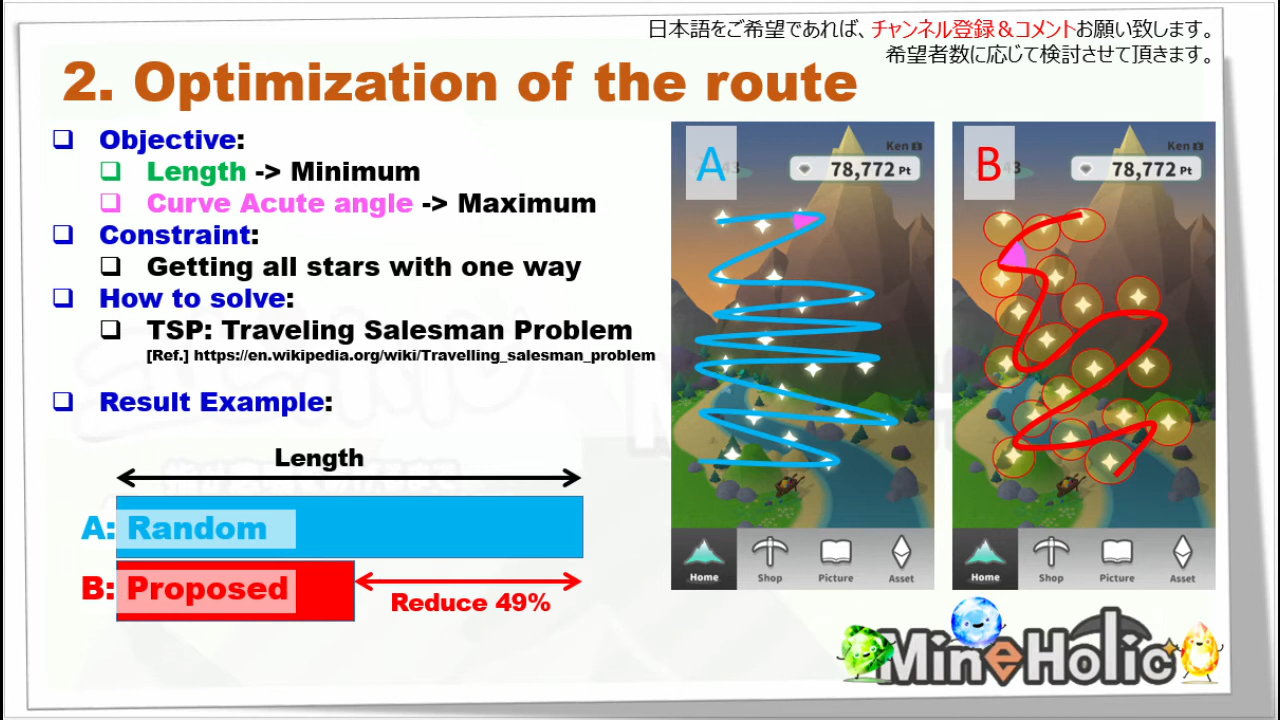 日本語をご希望であれば、チャンネル登録＆コメントお願い致します。
希望者数に応じて検討させて頂きます。
2. Optimization of the route
Objective:
Length -> Minimum
Curve Acute angle -> Maximum
Constraint:
Getting all stars with one way
How to solve:
TSP: Traveling Salesman Problem
[Ref.] https://en.wikipedia.org/wiki/Travelling_salesman_problem
Result Example:
Length
A: Random
B: Proposed
Reduce 49%
A
Ken
43
78,772 Pt
Home Shop Picture Asset
B
Ken
43
78,772 Pt
Home Shop Picture Asset
MineHolic